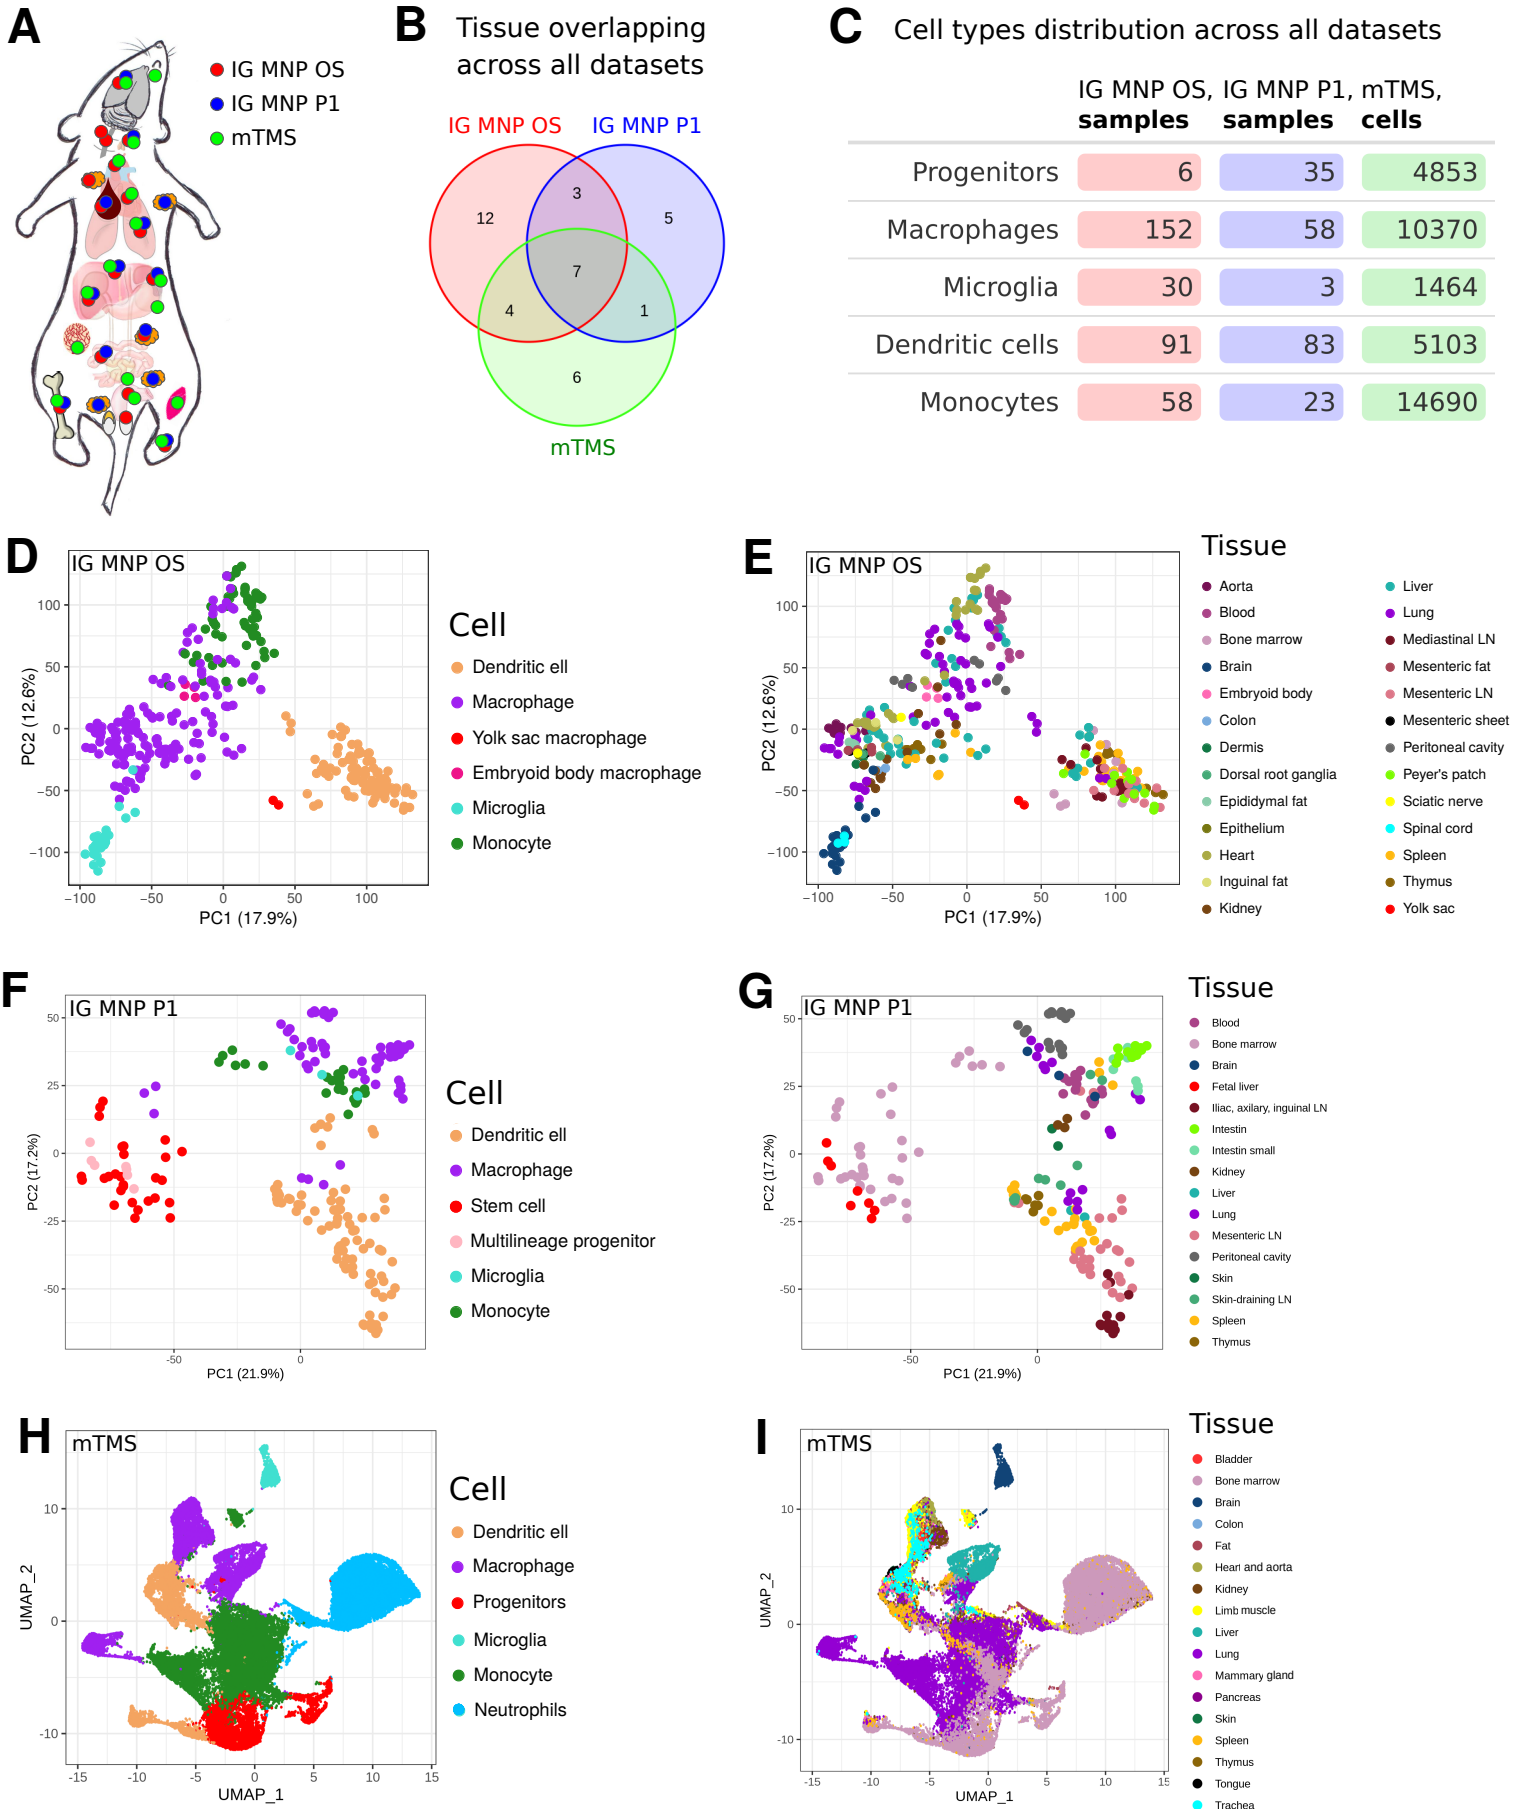 A
IG MNP OS
IG MNP P1
mTMS
B
Tissue overlapping
across all datasets
IG MNP OS
IG MNP P1
3
12
5
7
4
1
6
mTMS
C
Cell types distribution across all datasets
IG MNP OS, IG MNP P1, mTMS,
samples samples cells
Progenitors 6 35 4853
Macrophages 152 58 10370
Microglia 30 3 1464
Dendritic cells 91 83 5103
Monocytes 58 23 14690
D
IG MNP OS
100
50
0
−50
−100
PC2 (12.6%)
−100 −50 0 50 100
PC1 (17.9%)
Cell
Dendritic ell
Macrophage
Yolk sac macrophage
Embryoid body macrophage
Microglia
Monocyte
E
IG MNP OS
100
50
0
−50
−100
PC2 (12.6%)
−100 −50 0 50 100
PC1 (17.9%)
Tissue
Aorta
Blood
Bone marrow
Brain
Embryoid body
Colon
Dermis
Dorsal root ganglia
Epididymal fat
Epithelium
Heart
Inguinal fat
Kidney
Liver
Lung
Mediastinal LN
Mesenteric fat
Mesenteric LN
Mesenteric sheet
Peritoneal cavity
Peyer's patch
Sciatic nerve
Spinal cord
Spleen
Thymus
Yolk sac
F
IG MNP P1
50
25
0
-25
-50
PC2 (17.2%)
-50 0
PC1 (21.9%)
Cell
Dendritic ell
Macrophage
Stem cell
Multilineage progenitor
Microglia
Monocyte
G
IG MNP P1
50
25
0
-25
-50
PC2 (17.2%)
-50 0
PC1 (21.9%)
Tissue
Blood
Bone marrow
Brain
Fetal liver
Iliac, axilary, inguinal LN
Intestin
Intestin small
Kidney
Liver
Lung
Mesenteric LN
Peritoneal cavity
Skin
Skin-draining LN
Spleen
Thymus
H
mTMS
10
0
-10
UMAP_2
-15 -10 -5 0 5 10 15
UMAP_1
Cell
Dendritic ell
Macrophage
Progenitors
Microglia
Monocyte
Neutrophils
I
mTMS
10
0
-10
UMAP_2
-15 -10 -5 0 5 10 15
UMAP_1
Tissue
Bladder
Bone marrow
Brain
Colon
Fat
Heart and aorta
Kidney
Limb muscle
Liver
Lung
Mammary gland
Pancreas
Skin
Spleen
Thymus
Tongue
Trachea